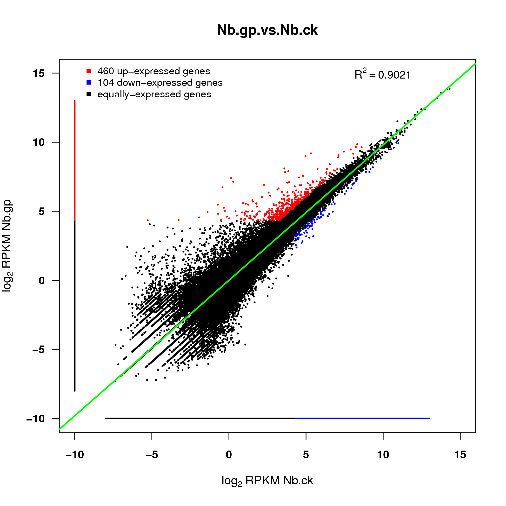 Nb.gp.vs.Nb.ck
460 up−expressed genes
104 down−expressed genes
equally−expressed genes
R² = 0.9021
15
10
5
0
−5
−10
log₂ RPKM Nb.gp
−10 −5 0 5 10 15
log₂ RPKM Nb.ck